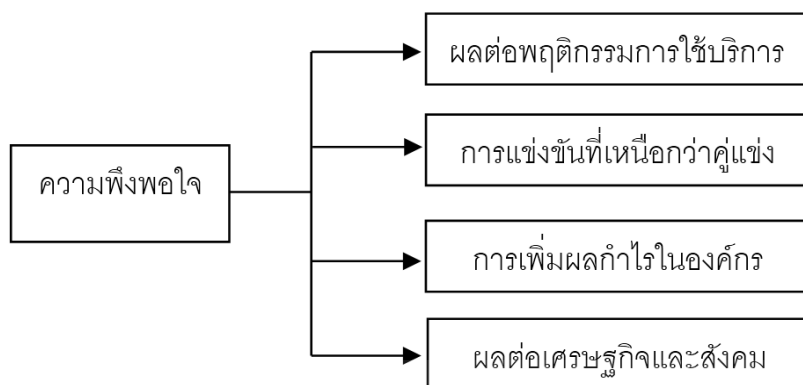 ผลต่อพฤติกรรมการใช้บริการ
การแข่งขันที่เหนือกว่าคู่แข่ง
ความพึงพอใจ
การเพิ่มผลกำไรในองค์กร
ผลต่อเศรษฐกิจและสังคม